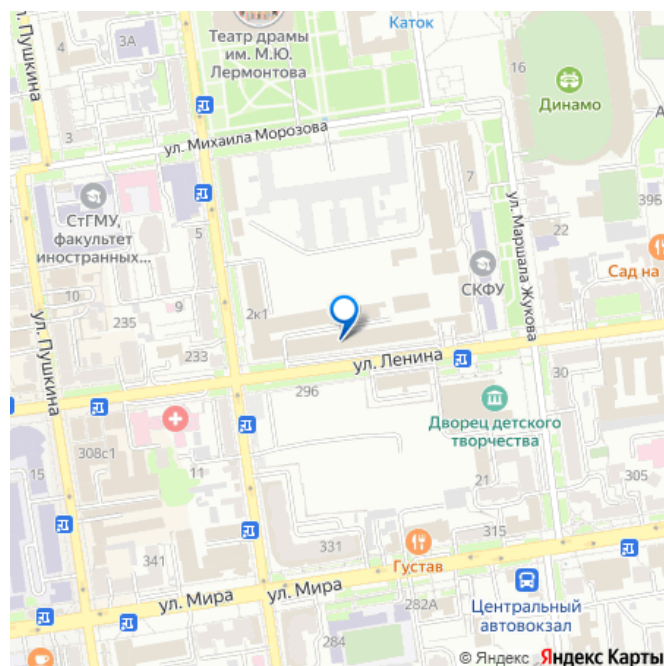 ул. Пушкина
4
3А
Театр драмы
им. М.Ю.
Лермонтова
Каток
16
Динамо
3
ул. Михаила Морозова
7
ул. Маршала Жукова
39Б
СтГМУ,
факультет
иностранных...
5
22
Сад на
СКФУ
10
9
235
2к1
ул. Пушкина
233
ул. Ленина
296
30
Дворец детского
творчества
308с1
15
11
21
305
315
331
341
Густав
ул. Мира
ул. Мира
282А
Центральный
автовокзал
284
© Яндекс Яндекс Карты